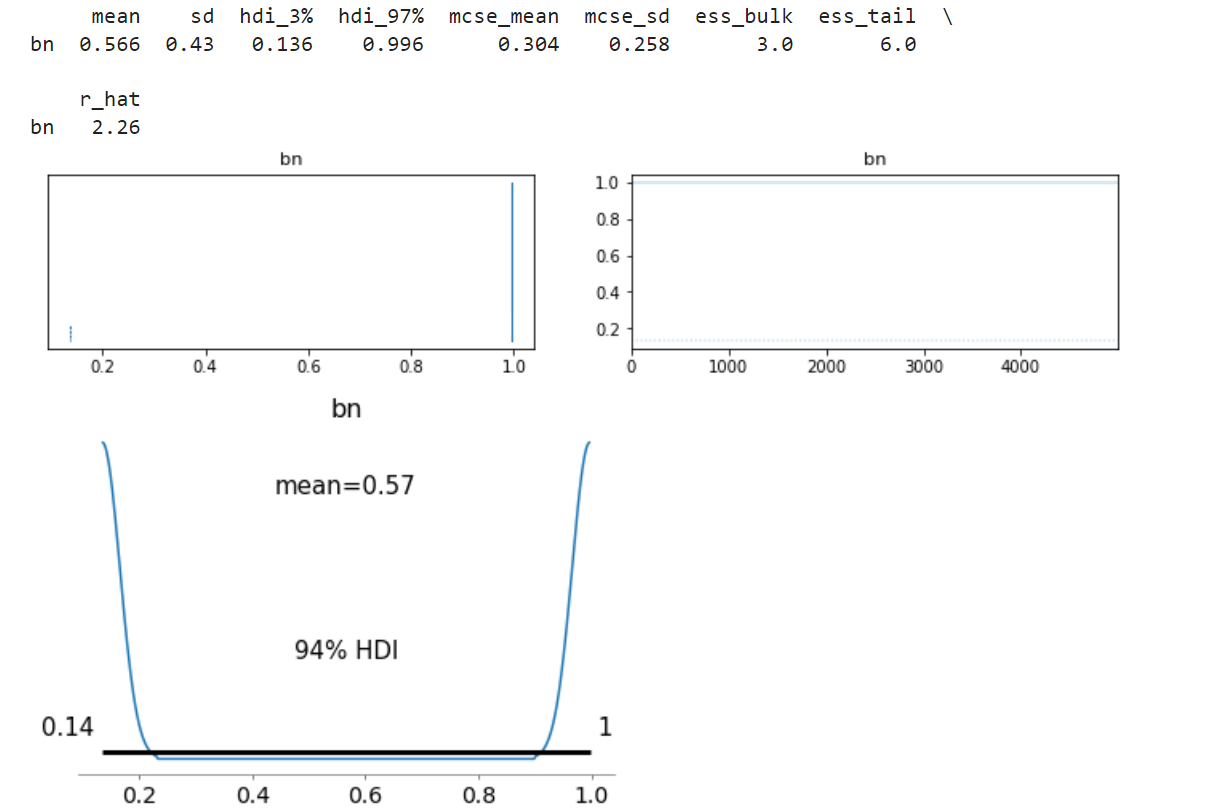 mean sd hdi_3% hdi_97% mcse_mean mcse_sd ess_bulk ess_tail \
bn 0.566 0.43 0.136 0.996 0.304 0.258 3.0 6.0
r_hat
bn 2.26
bn
0.2 0.4 0.6 0.8 1.0
bn
1.0
0.8
0.6
0.4
0.2
0 1000 2000 3000 4000
bn
mean=0.57
94% HDI
0.14 1
0.2 0.4 0.6 0.8 1.0